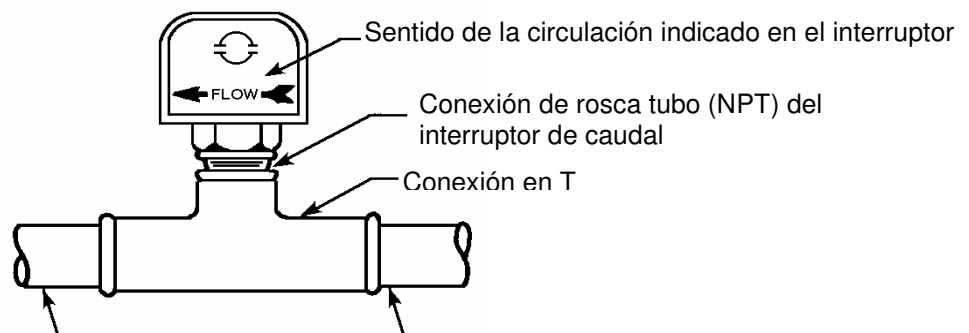 Sentido de la circulación indicado en el interruptor
FLOW
Conexión de rosca tubo (NPT) del
interruptor de caudal
Conexión en T